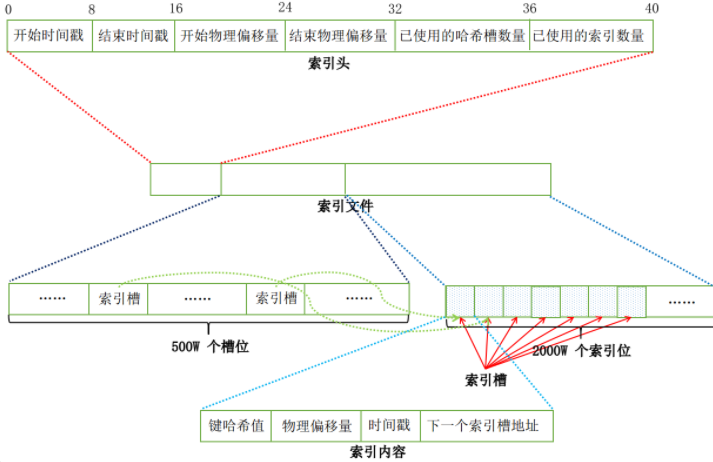 0 8 16 24 32 36 40
开始时间戳 结束时间戳 开始物理偏移量 结束物理偏移量 已使用的哈希槽数量 已使用的索引数量
索引头
索引文件
…… 索引槽 …… 索引槽 …… ……
500W 个槽位
2000W 个索引位
索引槽
键哈希值 物理偏移量 时间戳 下一个索引槽地址
索引内容